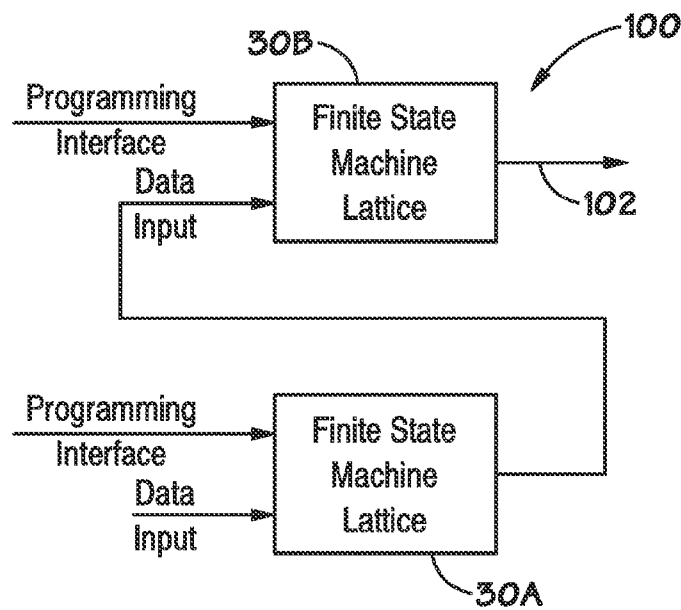 30B
100
Programming
Interface
Data
Input
Finite State
Machine
Lattice
102
Programming
Interface
Data
Input
Finite State
Machine
Lattice
30A